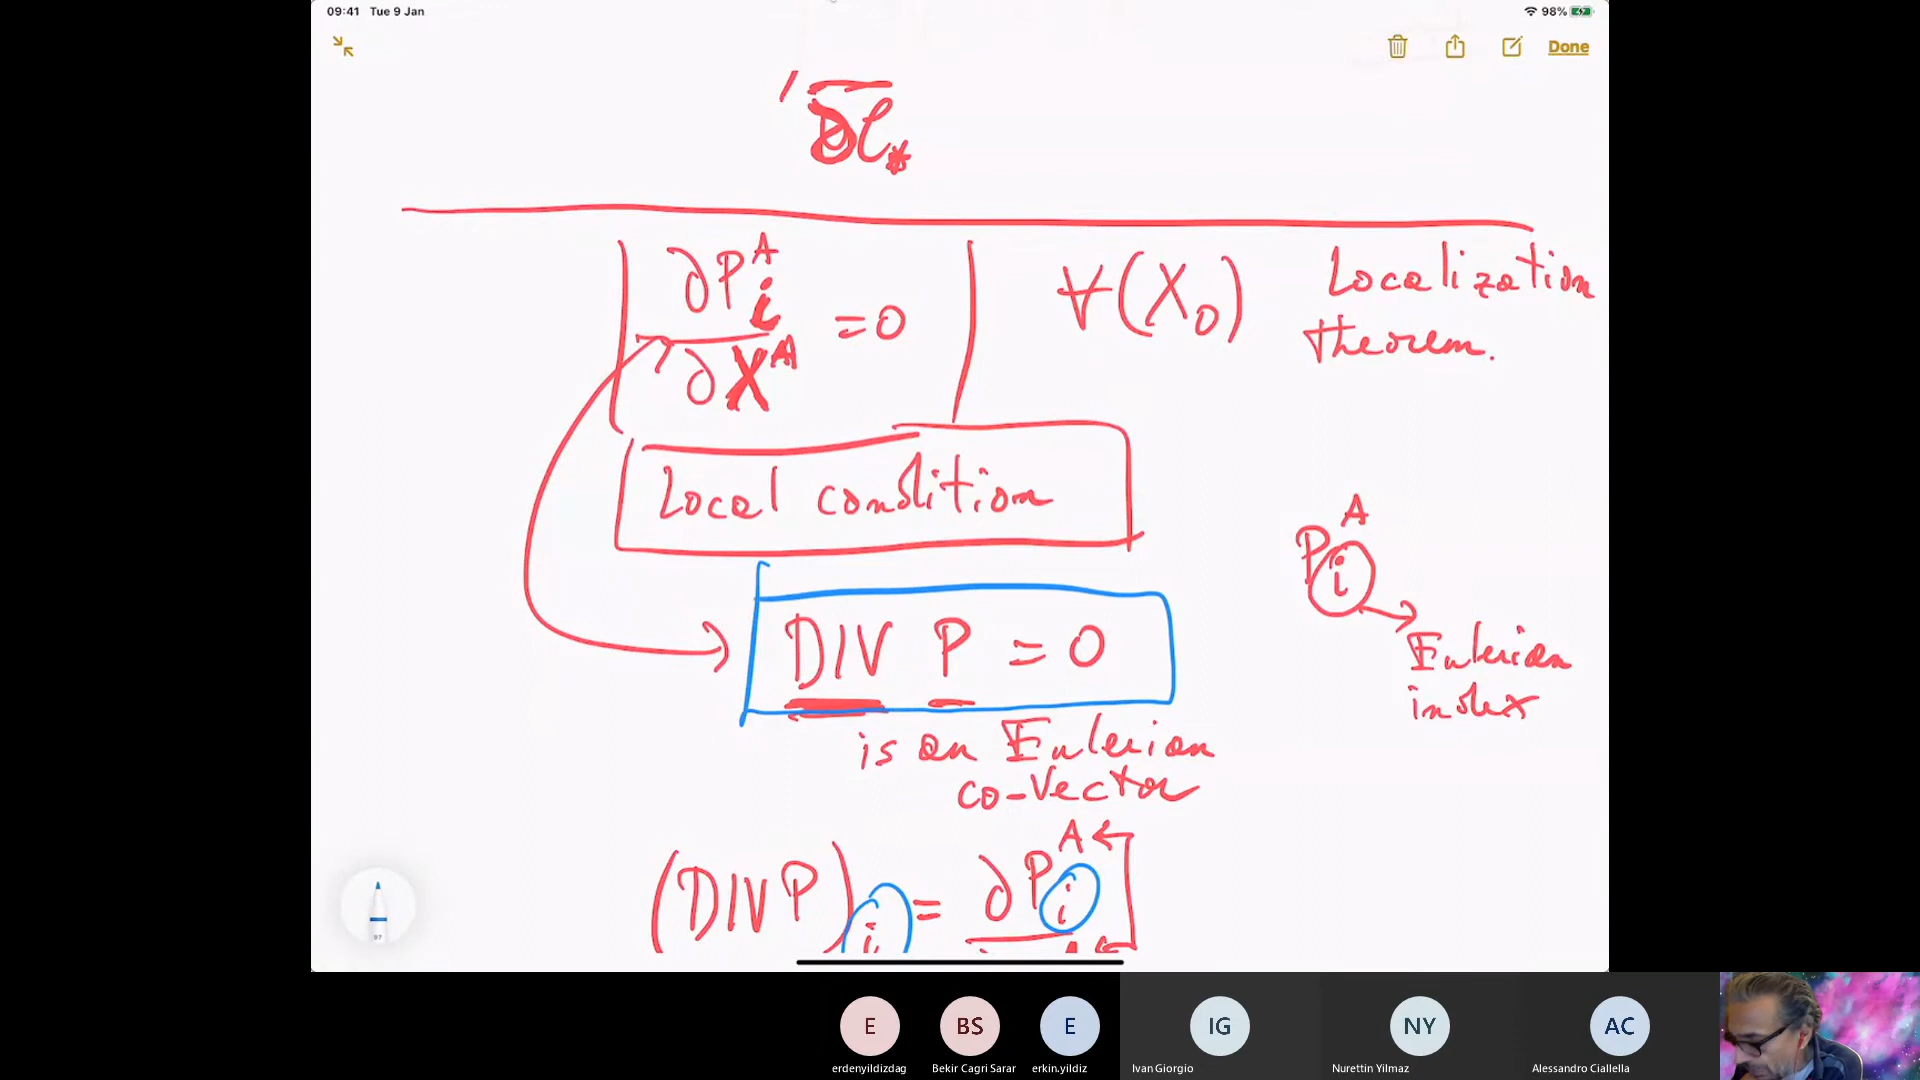 09:41 Tue 9 Jan
98%
Done
∂P^A_i / ∂X^A = 0 ∀(X_0) Localization theorem.
Local condition
P^A_i
Eulerian index
DIV P = 0
is an Eulerian
co-vector
(DIV P)_i = ∂P^A_i
97
E BS E IG NY AC
erdenyildizdag Bekir Cagri Sarar erkin.yildiz Ivan Giorgio Nurettin Yilmaz Alessandro Ciallella